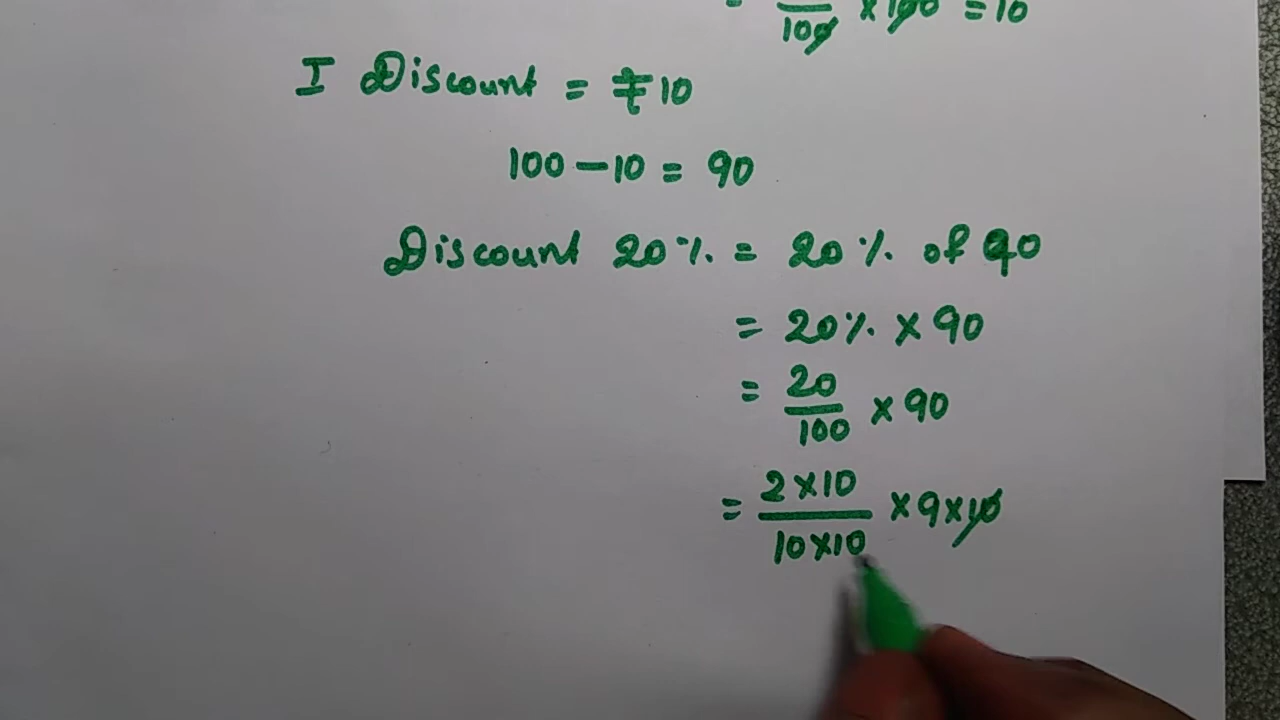 = /100 × 100 = 10
I Discount = ₹10
100 − 10 = 90
Discount 20% = 20% of 90
= 20% × 90
= 20/100 × 90
= 2×10/10×10 × 9×10